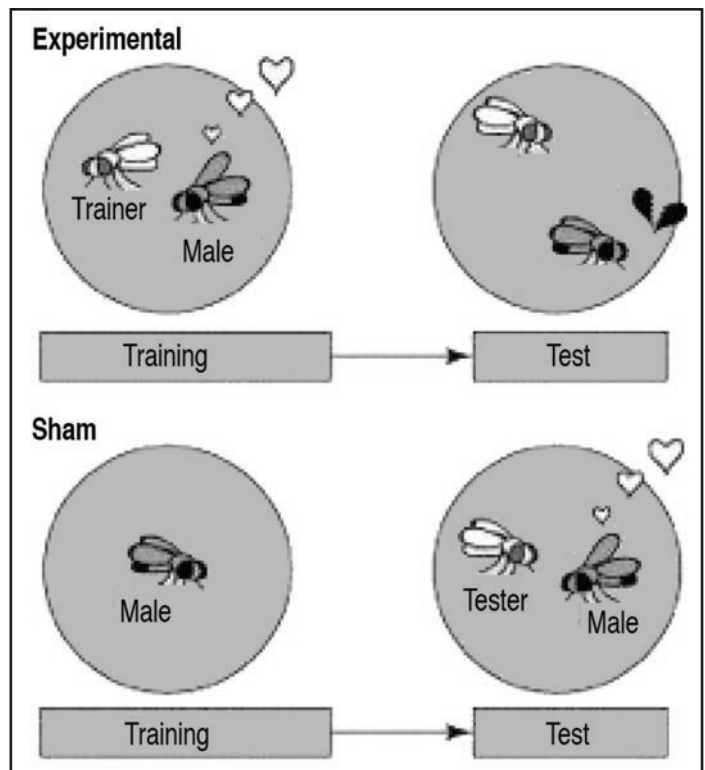 Experimental
Trainer
Male
Training
Test
Sham
Male
Tester
Male
Training
Test